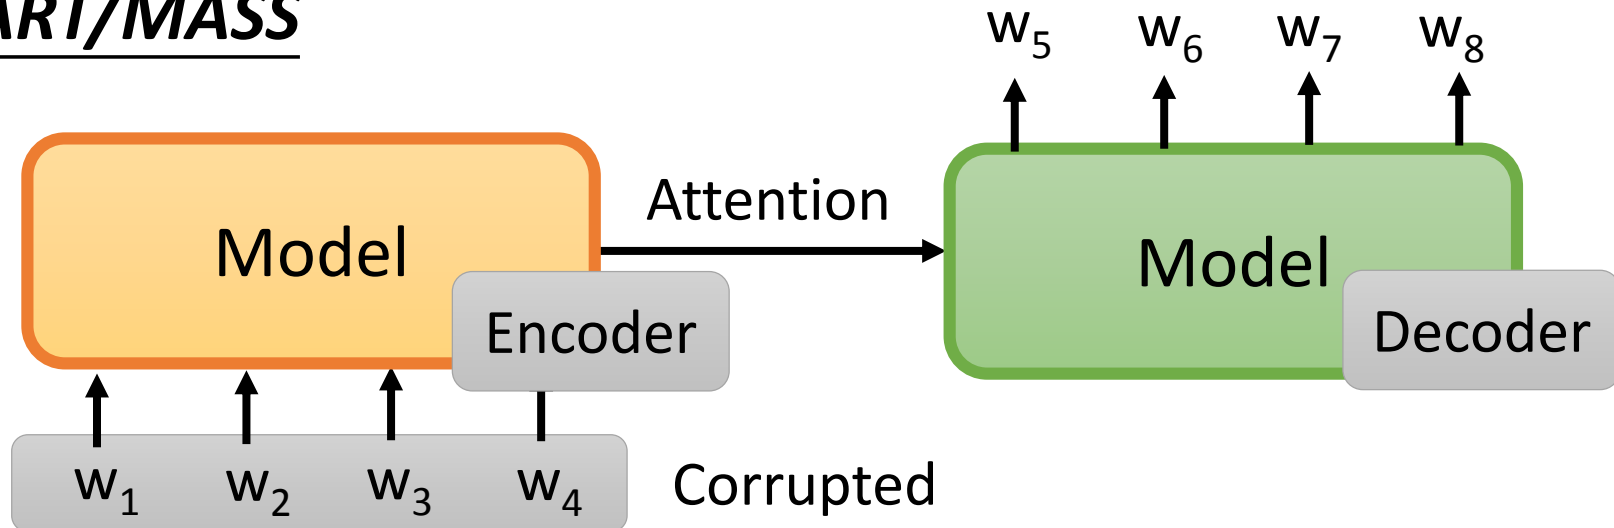 ART/MASS
w5 w6 w7 w8
Attention
Model
Model
Encoder
Decoder
w1 w2 w3 w4
Corrupted